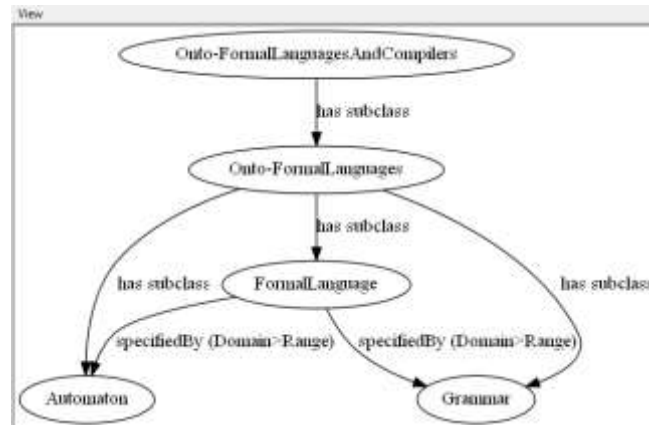 View
Onto-FormalLanguagesAndCompilers
has subclass
Onto-FormalLanguages
has subclass
has subclass
has subclass
FormalLanguage
specifiedBy (Domain>Range)
specifiedBy (Domain>Range)
Automaton
Grammar